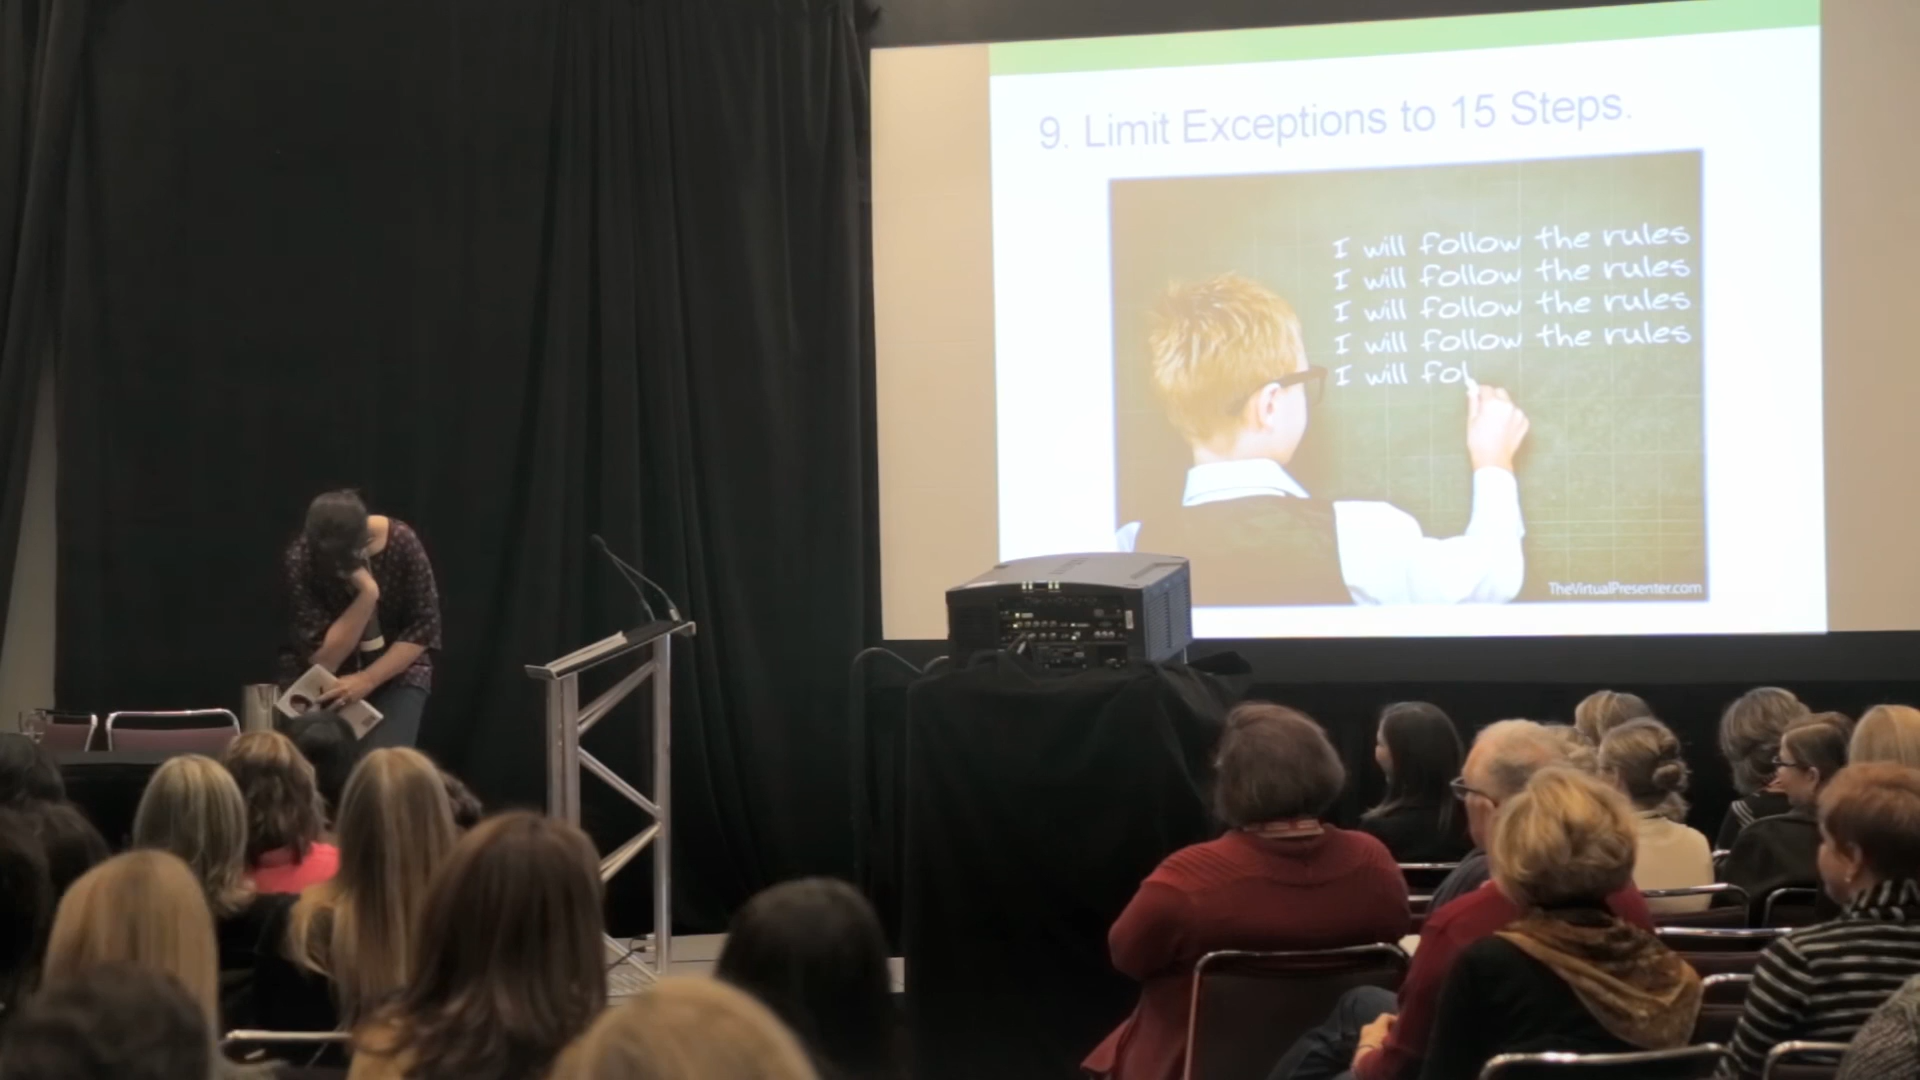 9. Limit Exceptions to 15 Steps.
I will follow the rules
I will follow the rules
I will follow the rules
I will follow the rules
I will fol
TheVirtualPresenter.com